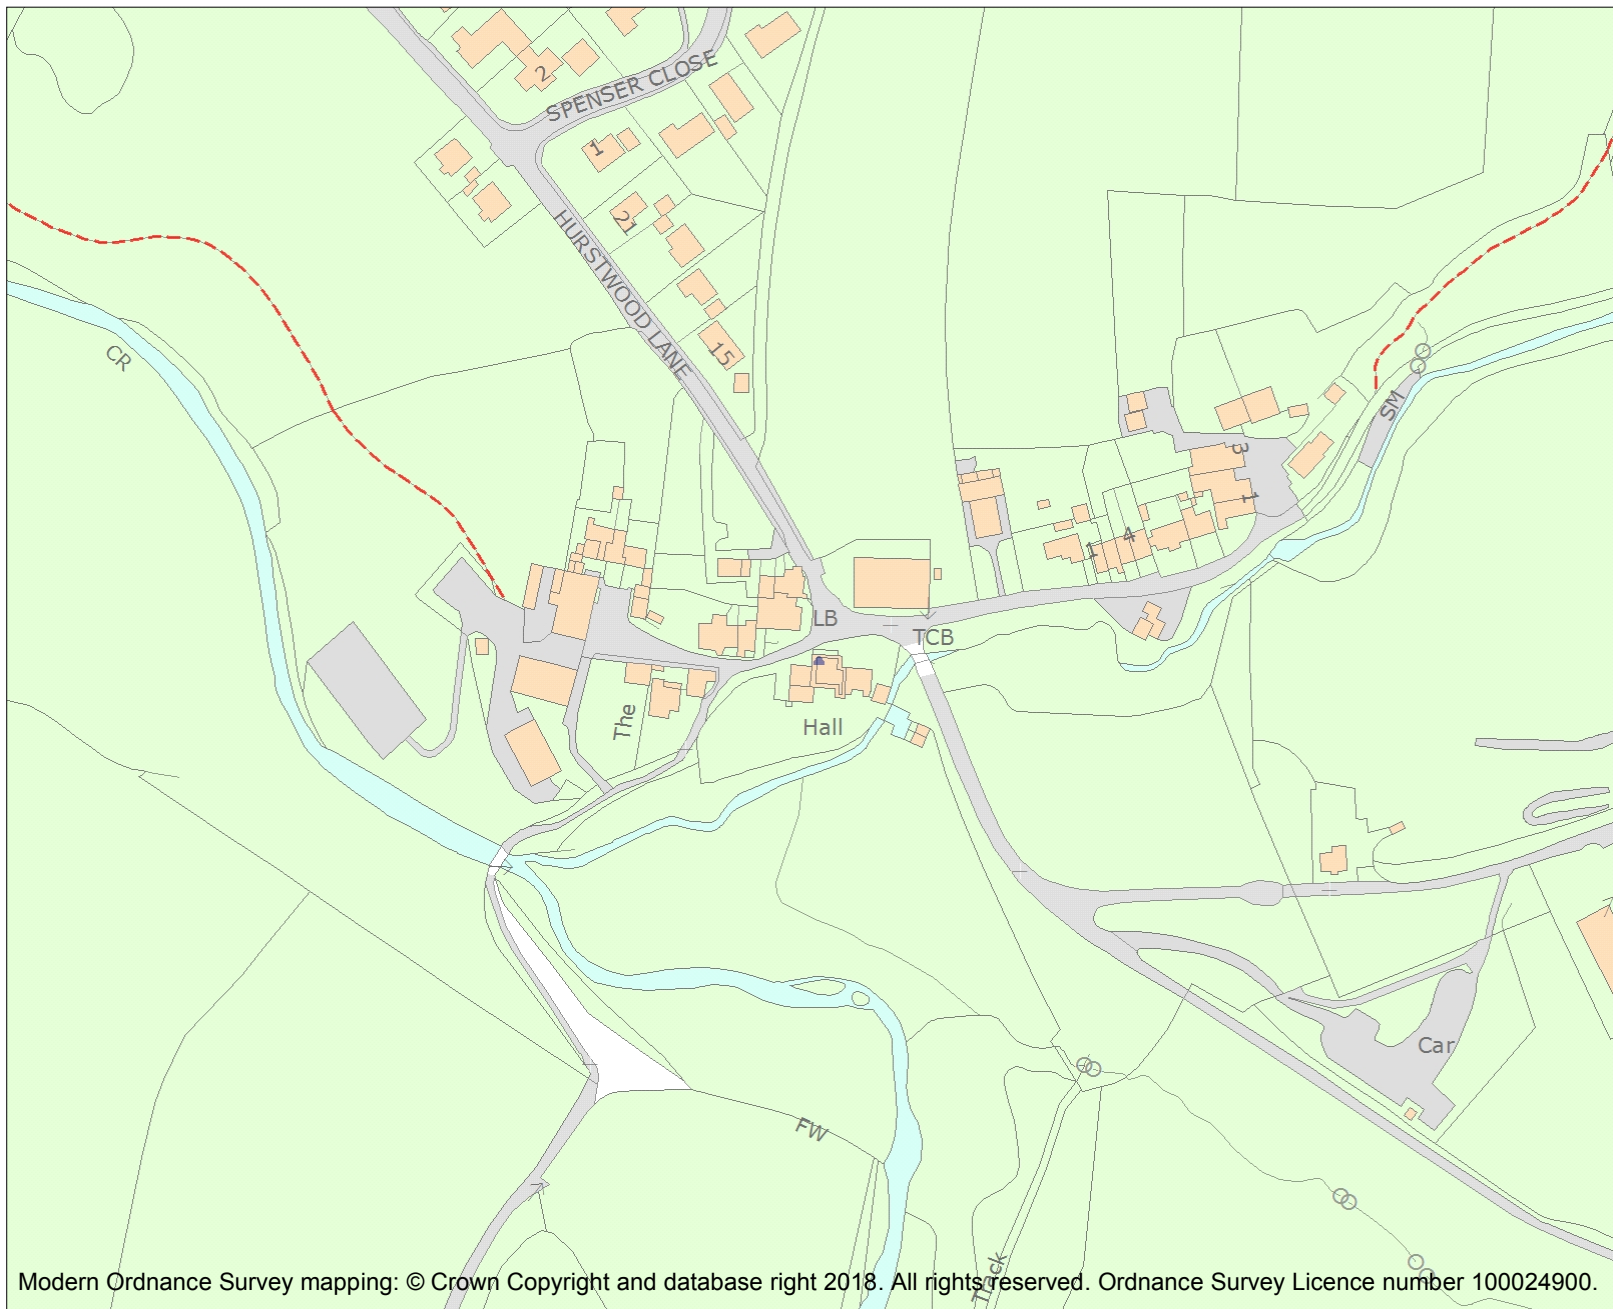 2
SPENSER CLOSE
1
21
HURSTWOOD LANE
CR
15
SM
3
1
4
1
LB
TCB
The
Hall
Car
FW
Track
Modern Ordnance Survey mapping: © Crown Copyright and database right 2018. All rights reserved. Ordnance Survey Licence number 100024900.